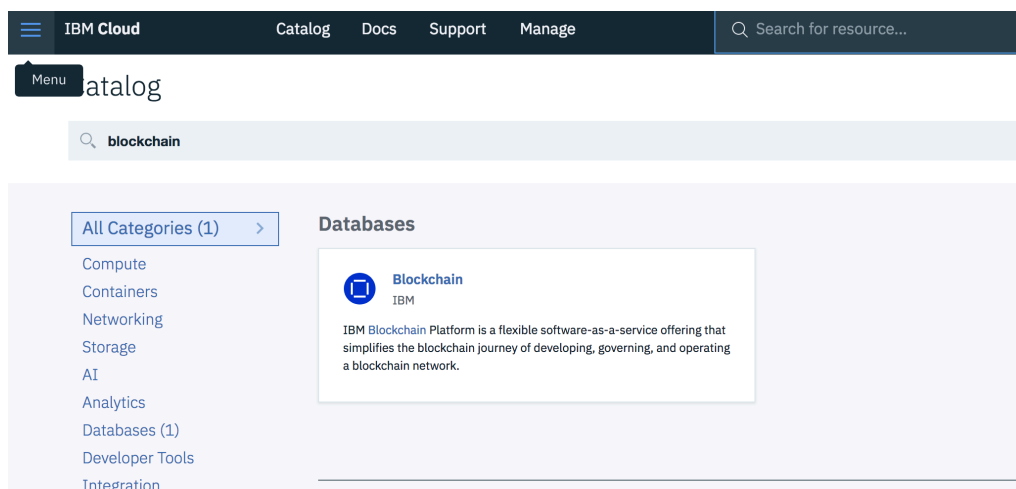 IBM Cloud Catalog Docs Support Manage Search for resource...
Menu
atalog
blockchain
All Categories (1)
Compute
Containers
Networking
Storage
AI
Analytics
Databases (1)
Developer Tools
Integration
Databases
Blockchain
IBM
IBM Blockchain Platform is a flexible software-as-a-service offering that
simplifies the blockchain journey of developing, governing, and operating
a blockchain network.